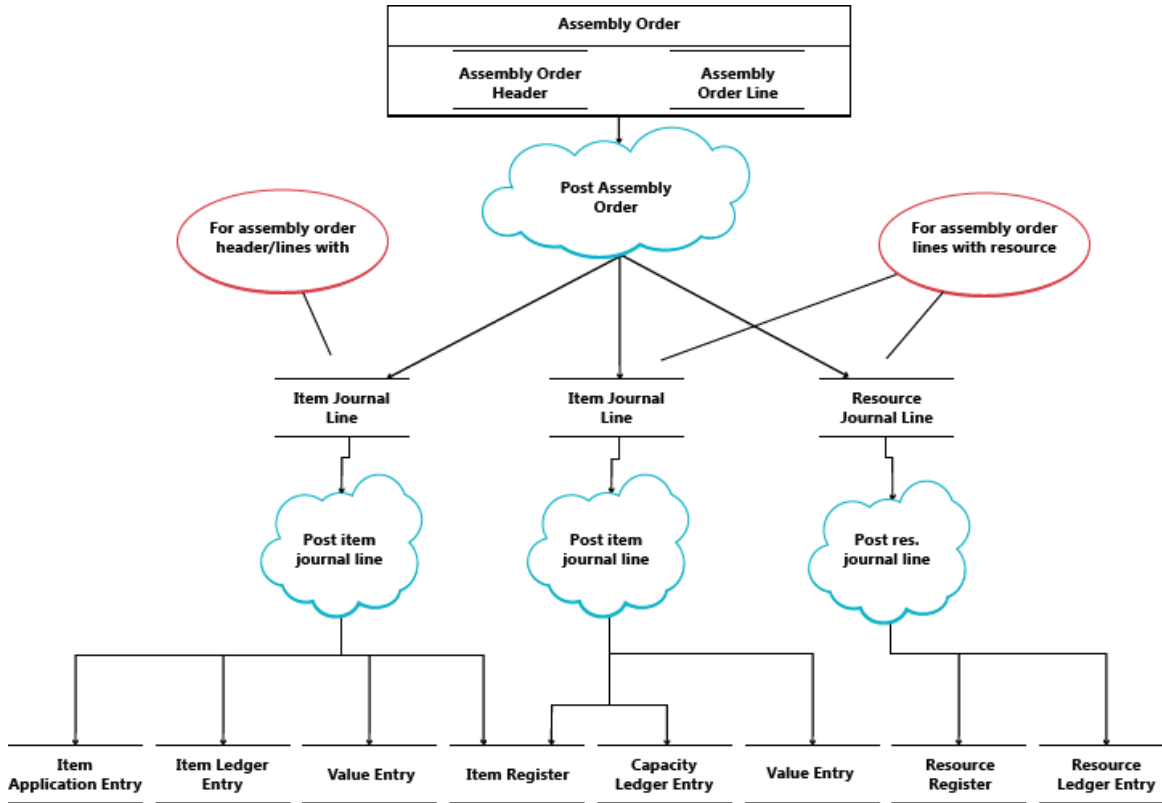 Assembly Order
Assembly Order
Header
Assembly
Order Line
Post Assembly
Order
For assembly order
header/lines with
For assembly order
lines with resource
Item Journal
Line
Item Journal
Line
Resource
Journal Line
Post item
journal line
Post item
journal line
Post res.
journal line
Item
Application Entry
Item Ledger
Entry
Value Entry
Item Register
Capacity
Ledger Entry
Value Entry
Resource
Register
Resource
Ledger Entry